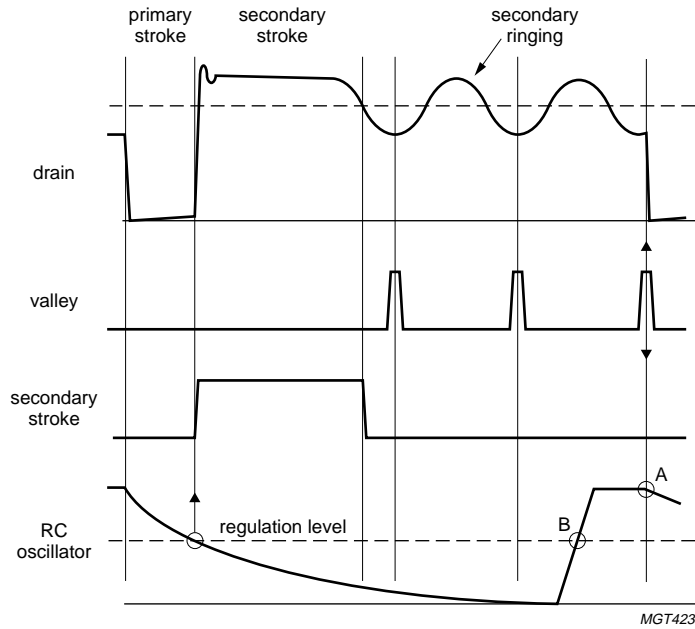 primary
stroke
secondary
stroke
secondary
ringing
drain
valley
secondary
stroke
A
B
regulation level
RC
oscillator
MGT423